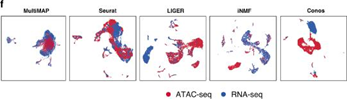 f
MultiMAP Seurat LIGER iNMF Conos
ATAC-seq RNA-seq